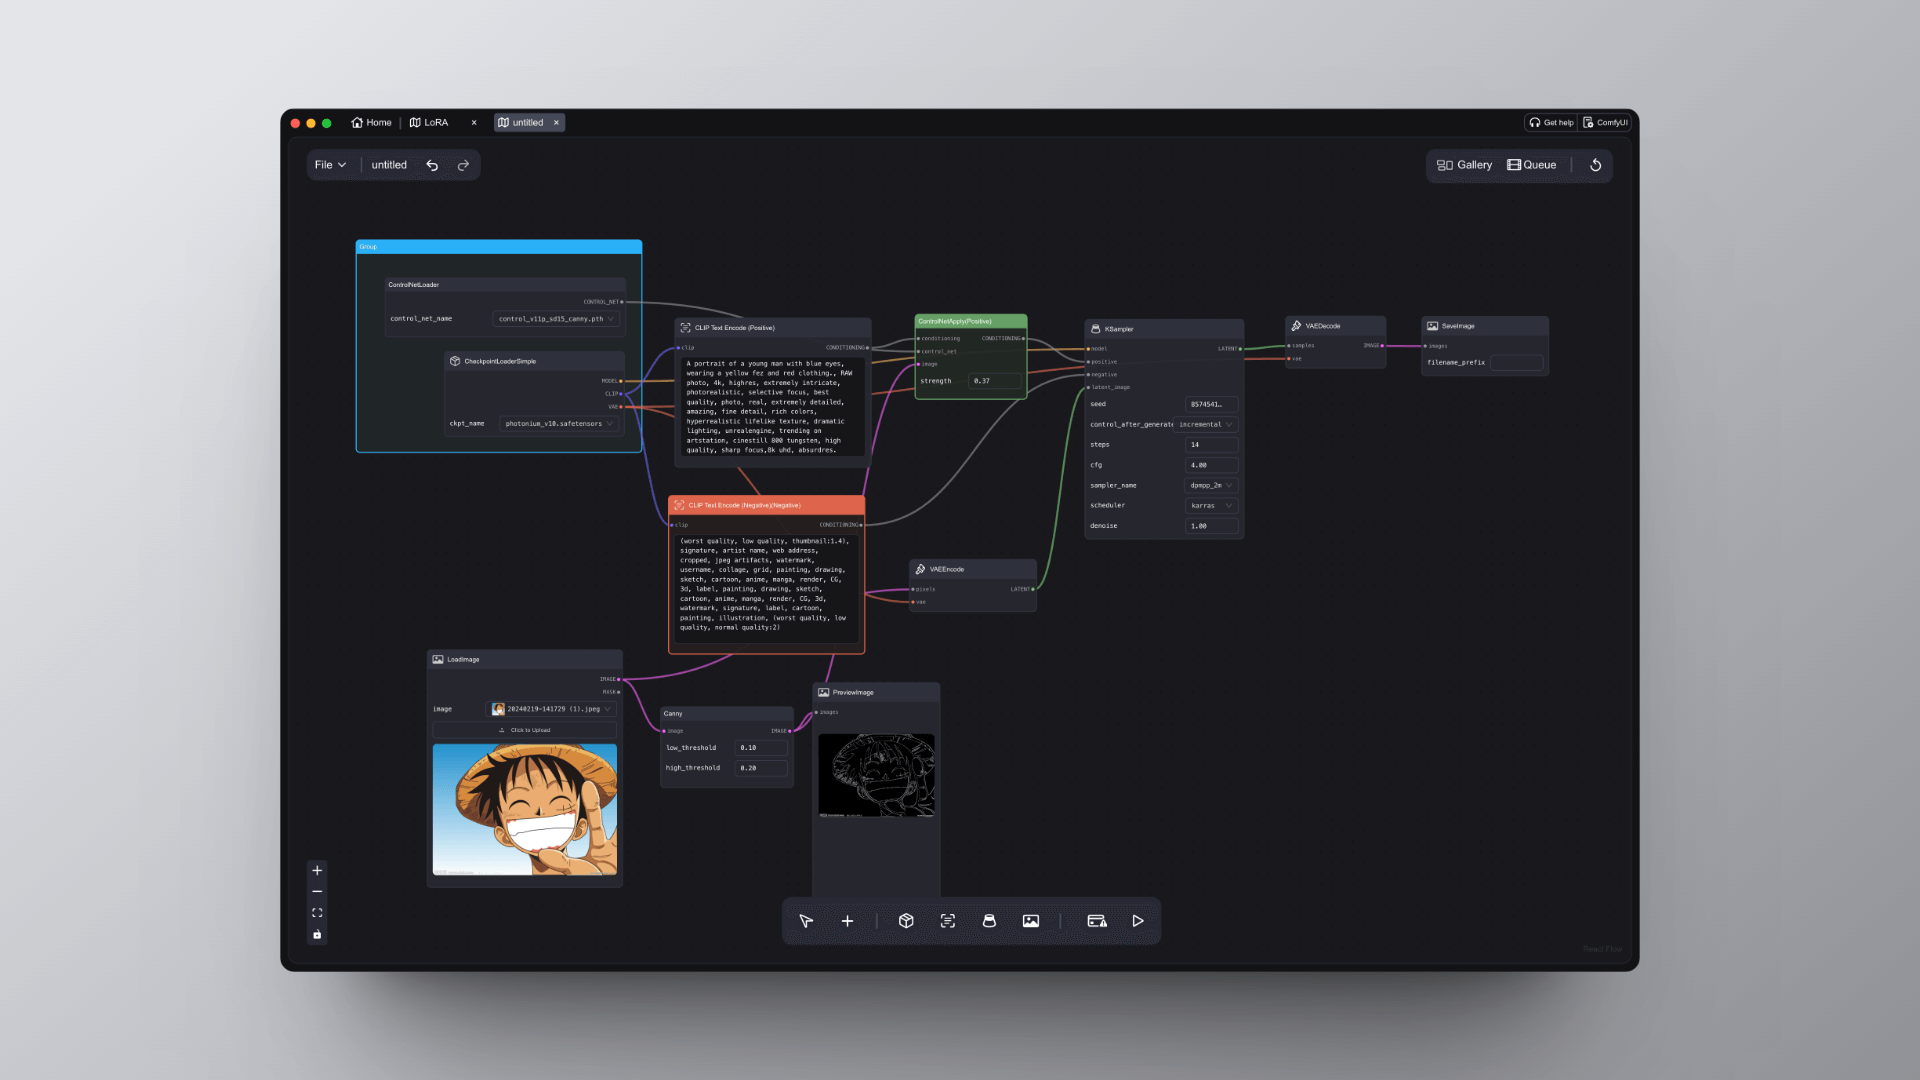 Home
LoRA
untitled
Get help
ComfyUI
File
untitled
Gallery
Queue
Group
ControlNetLoader
CONTROL_NET
control_net_name
control_v11p_sd15_canny.pth
CheckpointLoaderSimple
MODEL
CLIP
VAE
ckpt_name
photonium_v10.safetensors
CLIP Text Encode (Positive)
clip
CONDITIONING
A portrait of a young man with blue eyes,
wearing a yellow fez and red clothing,, RAW
photo, 4k, highres, extremely intricate,
photorealistic, selective focus, best
quality, photo, real, extremely detailed,
amazing, fine detail, rich colors,
hyperrealistic lifelike texture, dramatic
lighting, unrealengine, trending on
artstation, cinestill 800 tungsten, high
quality, sharp focus,8k uhd, absurdres.
CLIP Text Encode (Negative)(Negative)
clip
CONDITIONING
(worst quality, low quality, thumbnail:1.4),
signature, artist name, web address,
cropped, jpeg artifacts, watermark,
username, collage, grid, painting, drawing,
sketch, cartoon, anime, manga, render, CG,
3d, label, painting, drawing, sketch,
cartoon, anime, manga, render, CG, 3d,
watermark, signature, label, cartoon,
painting, illustration, (worst quality, low
quality, normal quality:2)
ControlNetApply(Positive)
conditioning
CONDITIONING
control_net
image
strength
0.37
KSampler
model
LATENT
positive
negative
latent_image
seed
8574541…
control_after_generate
incremental
steps
14
cfg
4.00
sampler_name
dpmpp_2m
scheduler
karras
denoise
1.00
VAEDecode
samples
IMAGE
vae
SaveImage
images
filename_prefix
VAEEncode
pixels
LATENT
vae
LoadImage
IMAGE
MASK
image
20240219-141729 (1).jpeg
Click to Upload
Canny
image
IMAGE
low_threshold
0.10
high_threshold
0.20
PreviewImage
images
React Flow